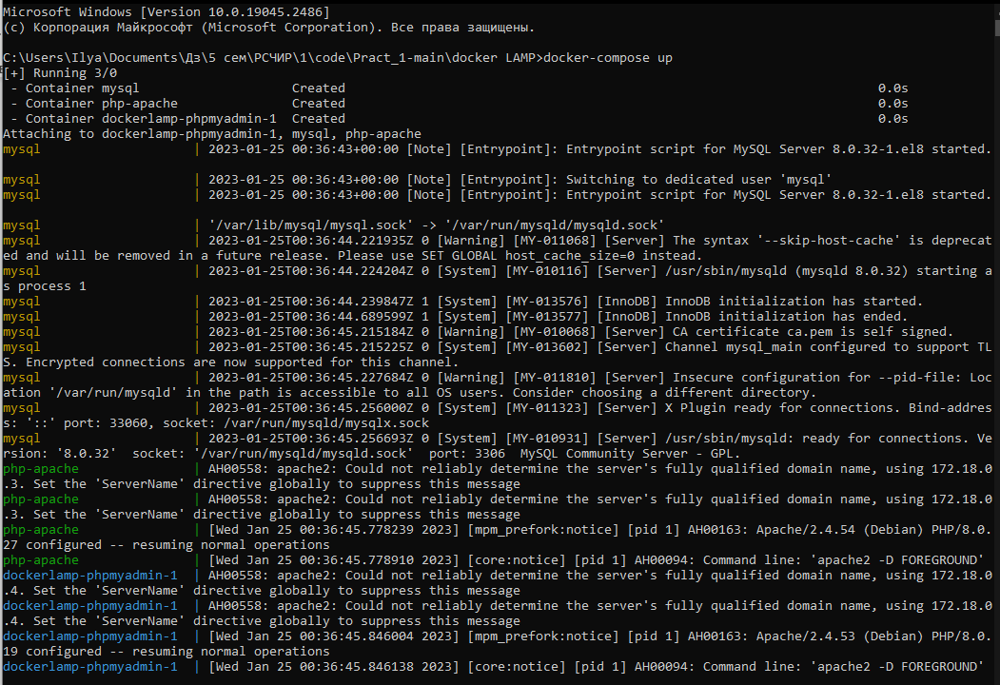 Microsoft Windows [Version 10.0.19045.2486]
(c) Корпорация Майкрософт (Microsoft Corporation). Все права защищены.
C:\Users\Ilya\Documents\Дз\5 сем\РСЧИР\1\code\Pract_1-main\docker LAMP>docker-compose up
[+] Running 3/0
 - Container mysql                    Created                                                                      0.0s
 - Container php-apache               Created                                                                      0.0s
 - Container dockerlamp-phpmyadmin-1  Created                                                                      0.0s
Attaching to dockerlamp-phpmyadmin-1, mysql, php-apache
mysql                    | 2023-01-25 00:36:43+00:00 [Note] [Entrypoint]: Entrypoint script for MySQL Server 8.0.32-1.el8 started.
mysql                    | 2023-01-25 00:36:43+00:00 [Note] [Entrypoint]: Switching to dedicated user 'mysql'
mysql                    | 2023-01-25 00:36:43+00:00 [Note] [Entrypoint]: Entrypoint script for MySQL Server 8.0.32-1.el8 started.
mysql                    | '/var/lib/mysql/mysql.sock' -> '/var/run/mysqld/mysqld.sock'
mysql                    | 2023-01-25T00:36:44.221935Z 0 [Warning] [MY-011068] [Server] The syntax '--skip-host-cache' is deprecat
ed and will be removed in a future release. Please use SET GLOBAL host_cache_size=0 instead.
mysql                    | 2023-01-25T00:36:44.224204Z 0 [System] [MY-010116] [Server] /usr/sbin/mysqld (mysqld 8.0.32) starting a
s process 1
mysql                    | 2023-01-25T00:36:44.239847Z 1 [System] [MY-013576] [InnoDB] InnoDB initialization has started.
mysql                    | 2023-01-25T00:36:44.689599Z 1 [System] [MY-013577] [InnoDB] InnoDB initialization has ended.
mysql                    | 2023-01-25T00:36:45.215184Z 0 [Warning] [MY-010068] [Server] CA certificate ca.pem is self signed.
mysql                    | 2023-01-25T00:36:45.215225Z 0 [System] [MY-013602] [Server] Channel mysql_main configured to support TL
S. Encrypted connections are now supported for this channel.
mysql                    | 2023-01-25T00:36:45.227684Z 0 [Warning] [MY-011810] [Server] Insecure configuration for --pid-file: Loc
ation '/var/run/mysqld' in the path is accessible to all OS users. Consider choosing a different directory.
mysql                    | 2023-01-25T00:36:45.256000Z 0 [System] [MY-011323] [Server] X Plugin ready for connections. Bind-addres
s: '::' port: 33060, socket: /var/run/mysqld/mysqlx.sock
mysql                    | 2023-01-25T00:36:45.256693Z 0 [System] [MY-010931] [Server] /usr/sbin/mysqld: ready for connections. Ve
rsion: '8.0.32'  socket: '/var/run/mysqld/mysqld.sock'  port: 3306  MySQL Community Server - GPL.
php-apache               | AH00558: apache2: Could not reliably determine the server's fully qualified domain name, using 172.18.0
.3. Set the 'ServerName' directive globally to suppress this message
php-apache               | AH00558: apache2: Could not reliably determine the server's fully qualified domain name, using 172.18.0
.3. Set the 'ServerName' directive globally to suppress this message
php-apache               | [Wed Jan 25 00:36:45.778239 2023] [mpm_prefork:notice] [pid 1] AH00163: Apache/2.4.54 (Debian) PHP/8.0.
27 configured -- resuming normal operations
php-apache               | [Wed Jan 25 00:36:45.778910 2023] [core:notice] [pid 1] AH00094: Command line: 'apache2 -D FOREGROUND'
dockerlamp-phpmyadmin-1  | AH00558: apache2: Could not reliably determine the server's fully qualified domain name, using 172.18.0
.4. Set the 'ServerName' directive globally to suppress this message
dockerlamp-phpmyadmin-1  | AH00558: apache2: Could not reliably determine the server's fully qualified domain name, using 172.18.0
.4. Set the 'ServerName' directive globally to suppress this message
dockerlamp-phpmyadmin-1  | [Wed Jan 25 00:36:45.846004 2023] [mpm_prefork:notice] [pid 1] AH00163: Apache/2.4.53 (Debian) PHP/8.0.
19 configured -- resuming normal operations
dockerlamp-phpmyadmin-1  | [Wed Jan 25 00:36:45.846138 2023] [core:notice] [pid 1] AH00094: Command line: 'apache2 -D FOREGROUND'